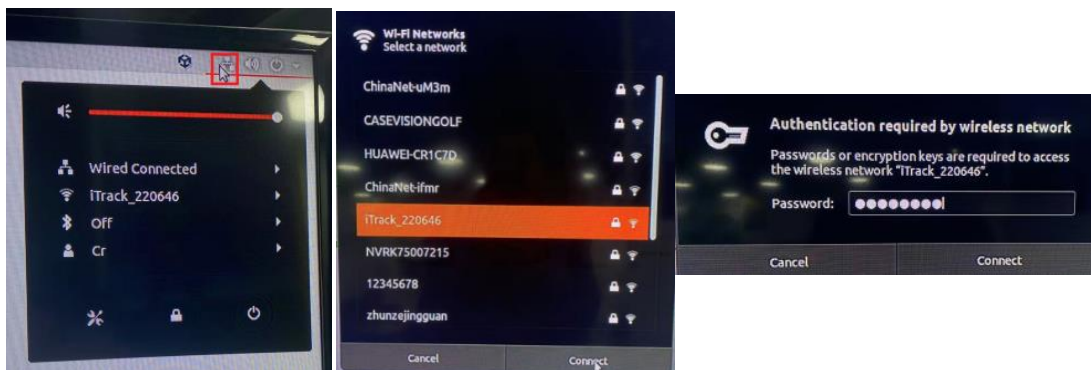 Wired Connected
iTrack_220646
Off
Cr
Wi-Fi Networks
Select a network
ChinaNet-uM3m
CASEVISIONGOLF
HUAWEI-CR1C7D
ChinaNet-ifmr
iTrack_220646
NVRK75007215
12345678
zhunzejingguan
Cancel
Connect
Authentication required by wireless network
Passwords or encryption keys are required to access
the wireless network "iTrack_220646".
Password:
Cancel
Connect